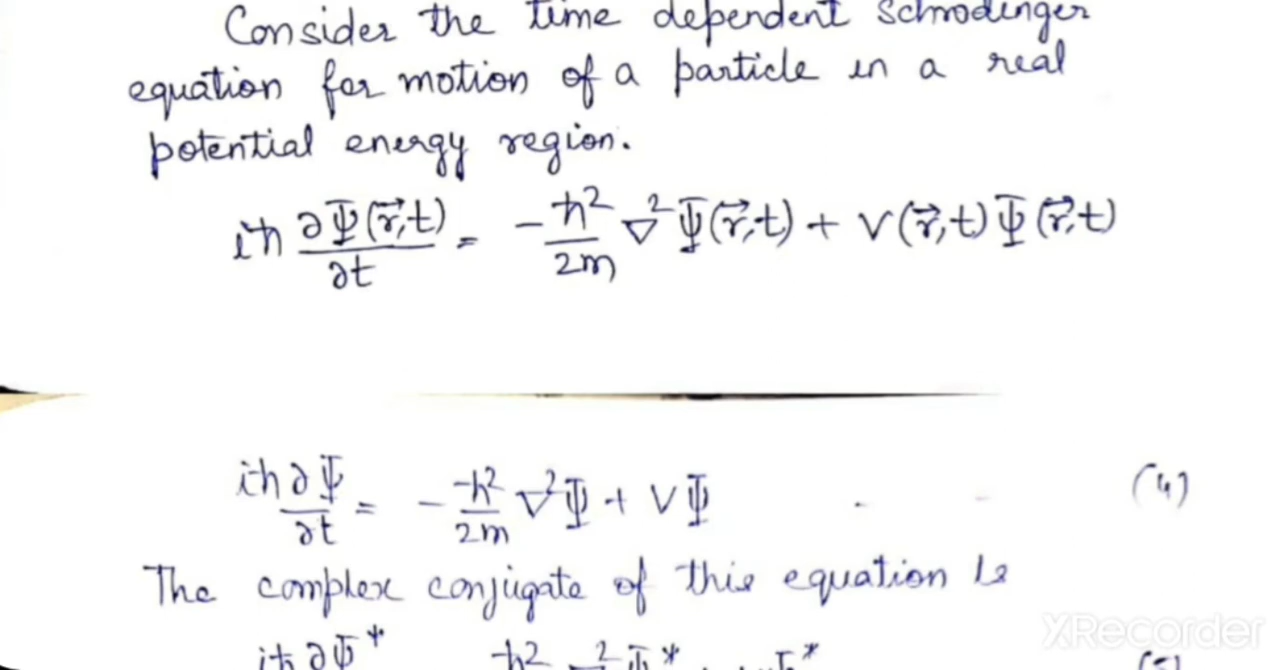 Consider the time dependent Schrodinger
equation for motion of a particle in a real
potential energy region.
iħ ∂Ψ(r⃗,t)/∂t = -ħ²/2m ∇²Ψ(r⃗,t) + V(r⃗,t)Ψ(r⃗,t)
iħ ∂Ψ/∂t = -ħ²/2m ∇²Ψ + VΨ - - (4)
The complex conjugate of this equation is
XRecorder